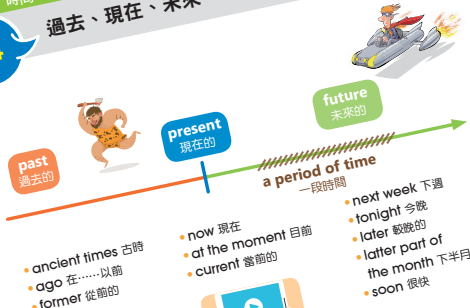 時間
過去、現在、未來
future
未來的
present
現在的
past
過去的
a period of time
一段時間
• ancient times 古時
• ago 在……以前
• former 從前的
• now 現在
• at the moment 目前
• current 當前的
• next week 下週
• tonight 今晚
• later 較晚的
• latter part of
the month 下半月
• soon 很快